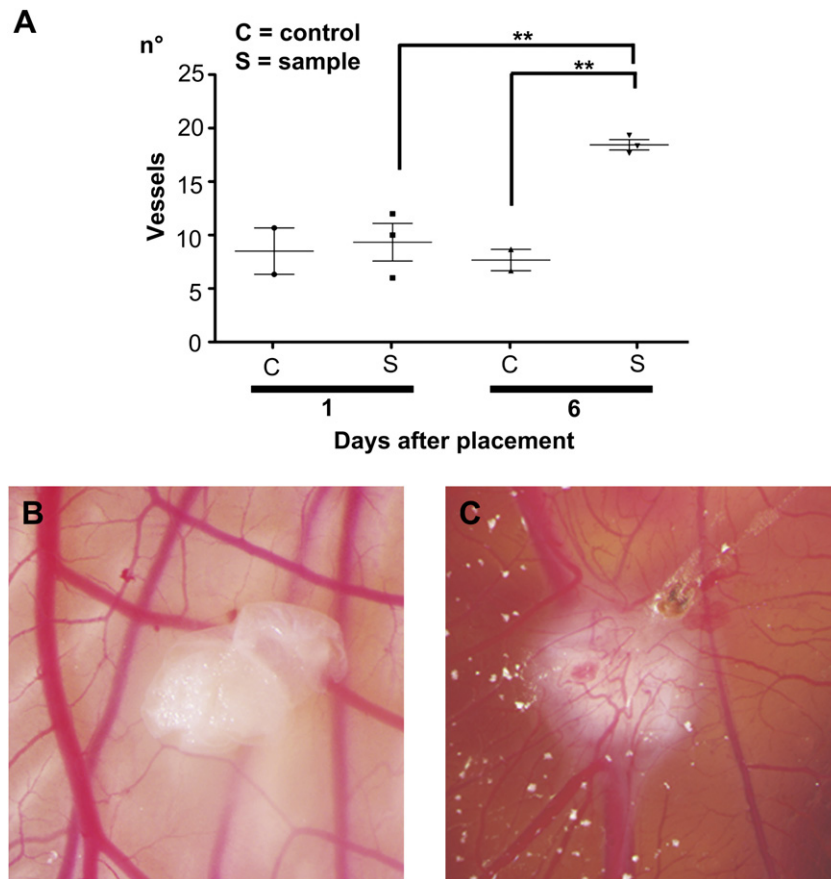 A
n°
C = control
S = sample
**
**
25
20
15
10
5
0
Vessels
C S C S
1 6
Days after placement
B
C